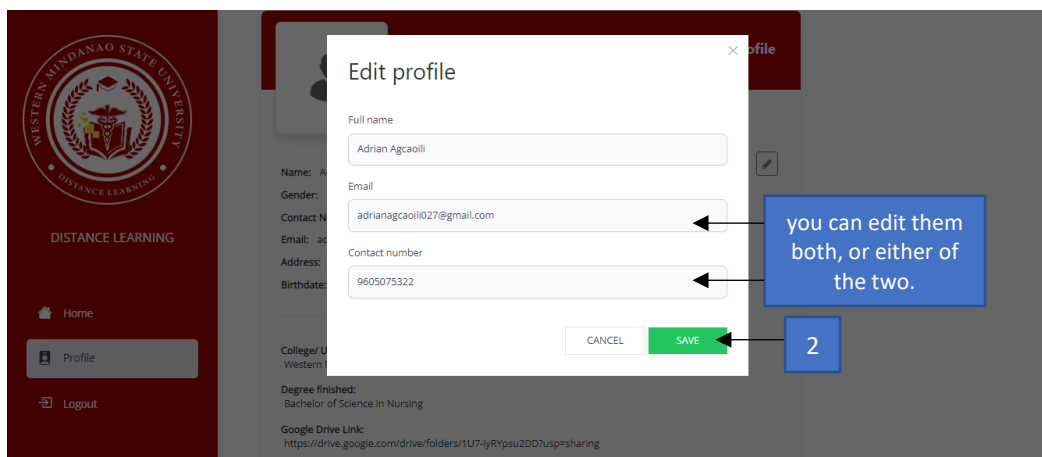 WESTERN MINDANAO STATE UNIVERSITY
DISTANCE LEARNING
DISTANCE LEARNING
Home
Profile
Logout
ofile
Edit profile
Full name
Adrian Agcaoili
Email
adrianagcaoili027@gmail.com
Contact number
9605075322
CANCEL
SAVE
you can edit them
both, or either of
the two.
2
Name: A
Gender:
Contact N
Email: ad
Address:
Birthdate:
College/ U
Western
Degree finished:
Bachelor of Science in Nursing
Google Drive Link:
https://drive.google.com/drive/folders/1U7-iyRYpsu2DD?usp=sharing